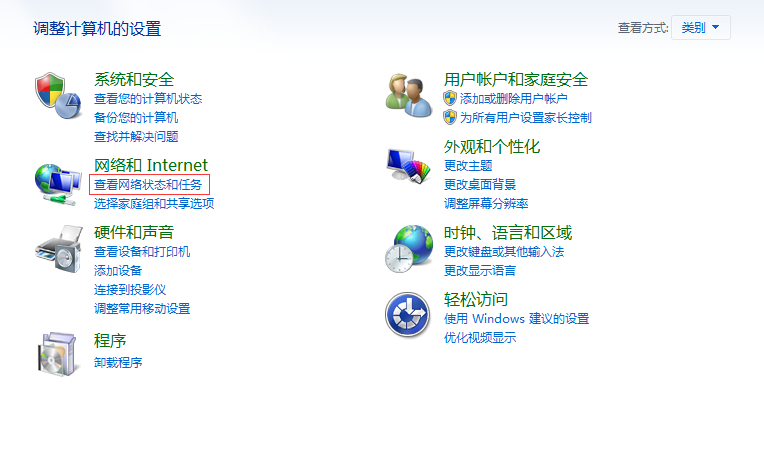 调整计算机的设置
查看方式: 类别
系统和安全
查看您的计算机状态
备份您的计算机
查找并解决问题
网络和 Internet
查看网络状态和任务
选择家庭组和共享选项
硬件和声音
查看设备和打印机
添加设备
连接到投影仪
调整常用移动设置
程序
卸载程序
用户帐户和家庭安全
添加或删除用户帐户
为所有用户设置家长控制
外观和个性化
更改主题
更改桌面背景
调整屏幕分辨率
时钟、语言和区域
更改键盘或其他输入法
更改显示语言
轻松访问
使用 Windows 建议的设置
优化视频显示